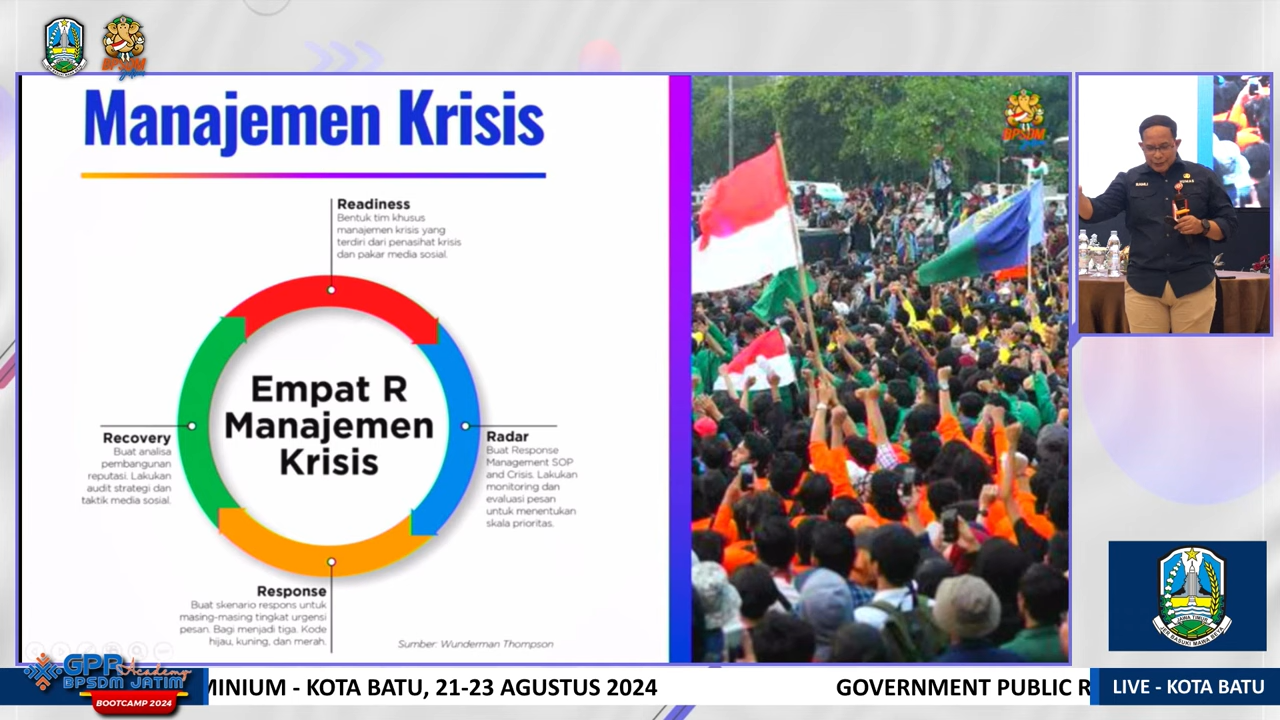 BPSDM
Jatim
Manajemen Krisis
Readiness
Bentuk tim khusus
manajemen krisis yang
terdiri dari penasihat krisis
dan pakar media sosial.
Empat R
Manajemen
Krisis
Recovery
Buat analisa
pembangunan
reputasi. Lakukan
audit strategi dan
taktik media sosial.
Radar
Buat Response
Management SOP
and Crisis. Lakukan
monitoring dan
evaluasi pesan
untuk menentukan
skala prioritas.
Response
Buat skenario respons untuk
masing-masing tingkat urgensi
pesan. Bagi menjadi tiga. Kode
hijau, kuning, dan merah.
Sumber: Wunderman Thompson
BPSDM
Jatim
JAWA TIMUR
GPR Academy
BPSDM JATIM
BOOTCAMP 2024
MINIUM - KOTA BATU, 21-23 AGUSTUS 2024
GOVERNMENT PUBLIC R
LIVE - KOTA BATU